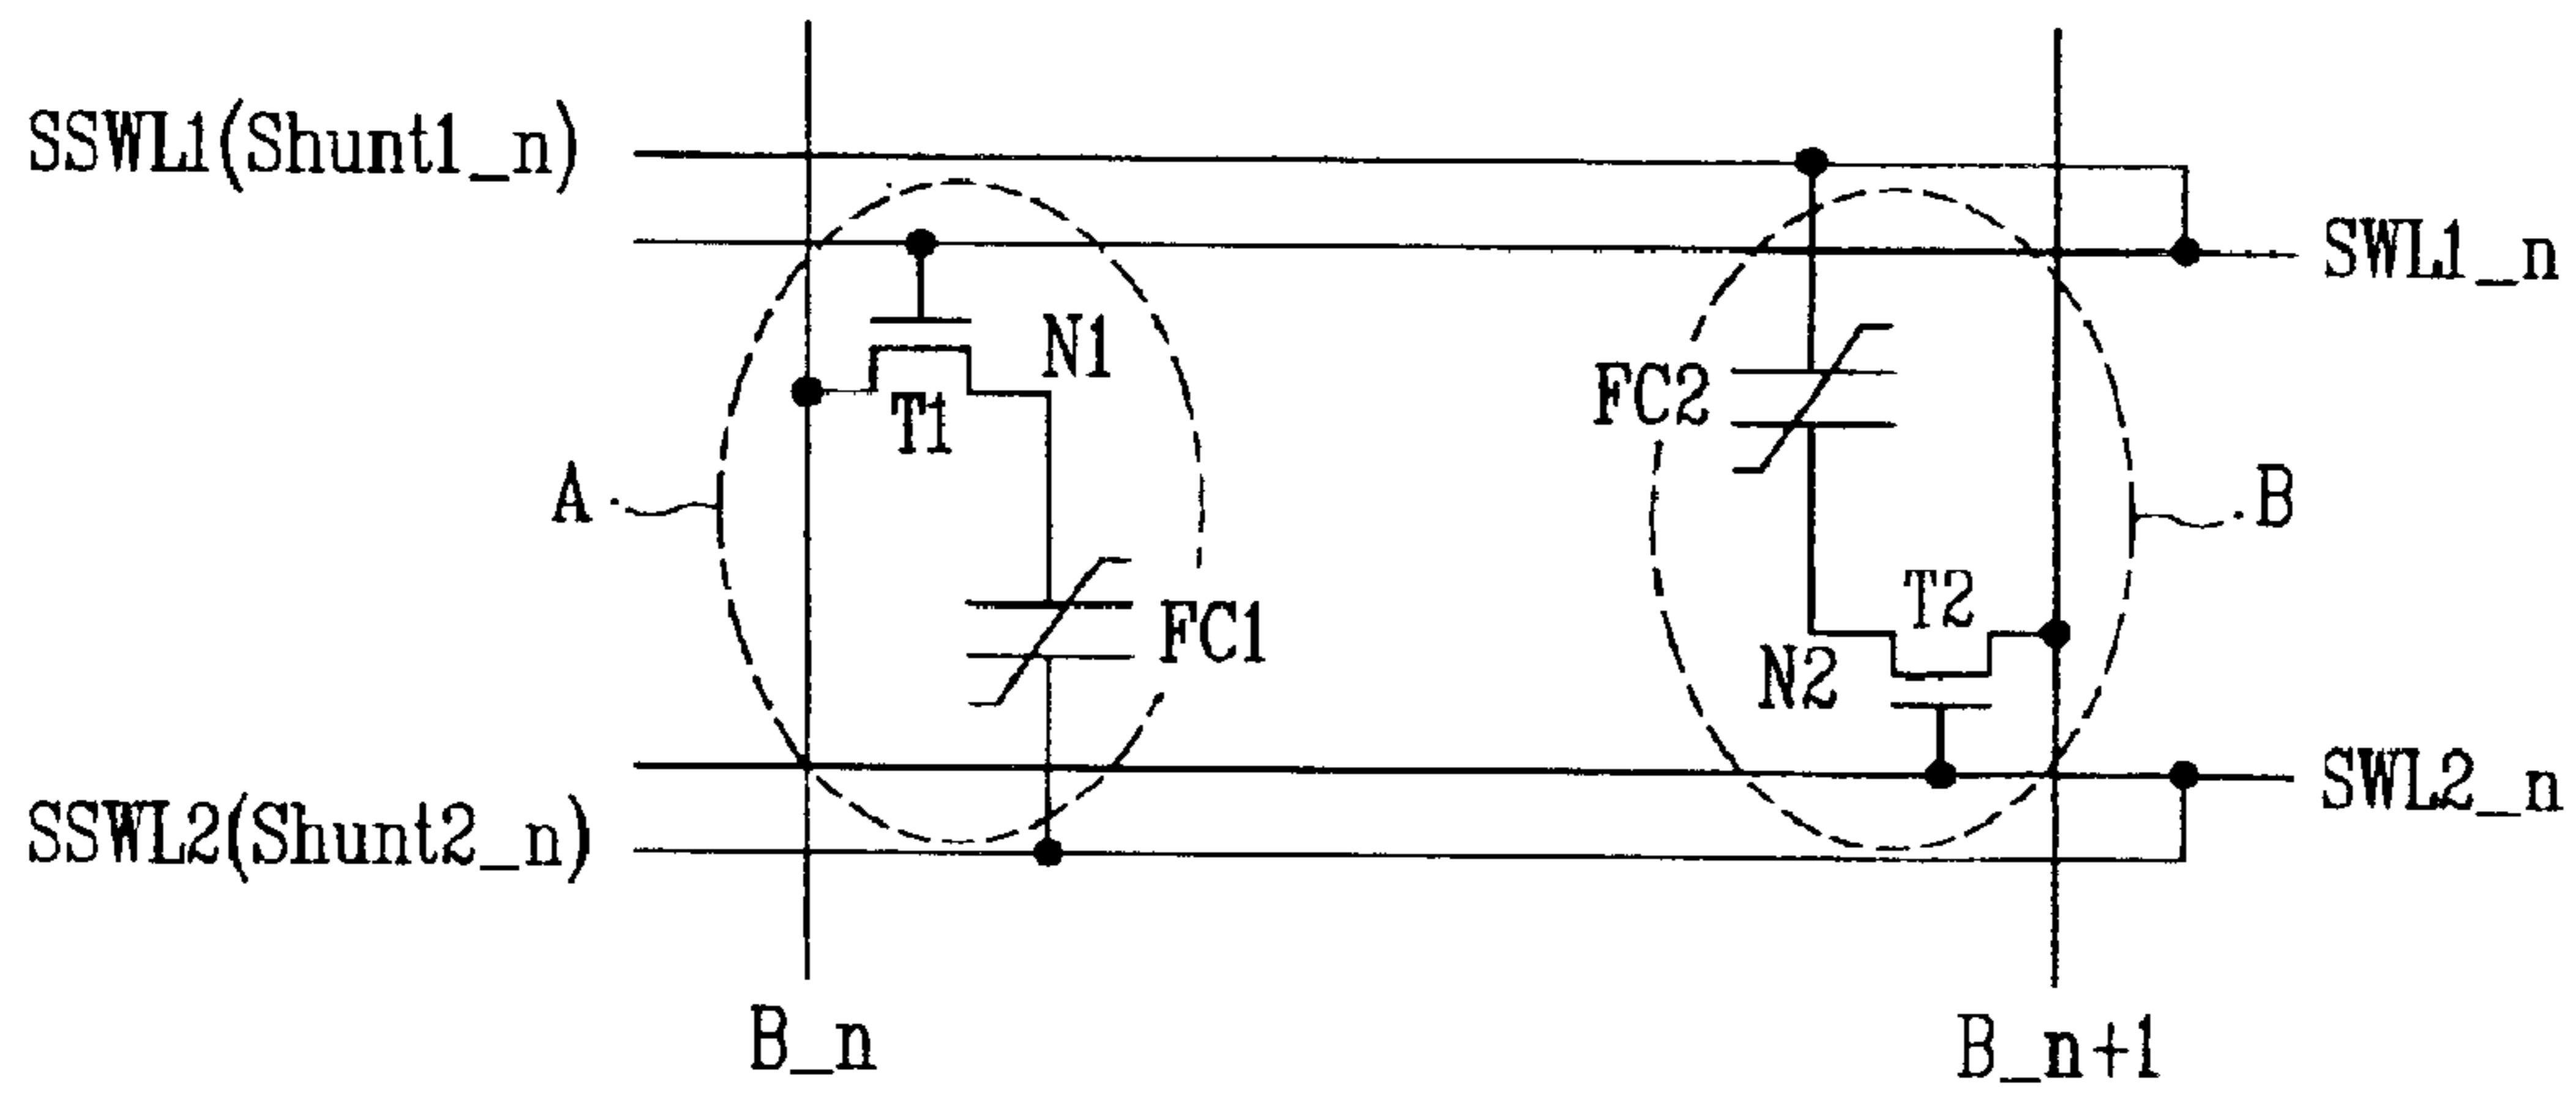 SSWL1(Shunt1_n)
SWL1_n
N1
T1
FC2
A
B
FC1
T2
N2
SWL2_n
SSWL2(Shunt2_n)
B_n
B_n+1